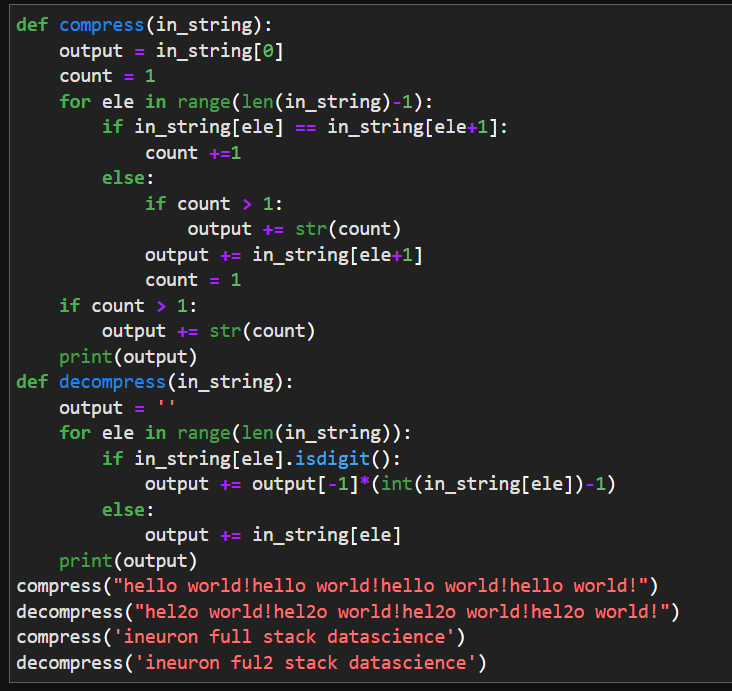 def compress(in_string):
    output = in_string[0]
    count = 1
    for ele in range(len(in_string)-1):
        if in_string[ele] == in_string[ele+1]:
            count +=1
        else:
            if count > 1:
                output += str(count)
            output += in_string[ele+1]
            count = 1
    if count > 1:
        output += str(count)
    print(output)
def decompress(in_string):
    output = ''
    for ele in range(len(in_string)):
        if in_string[ele].isdigit():
            output += output[-1]*(int(in_string[ele])-1)
        else:
            output += in_string[ele]
    print(output)
compress("hello world!hello world!hello world!hello world!")
decompress("hel2o world!hel2o world!hel2o world!hel2o world!")
compress('ineuron full stack datascience')
decompress('ineuron ful2 stack datascience')